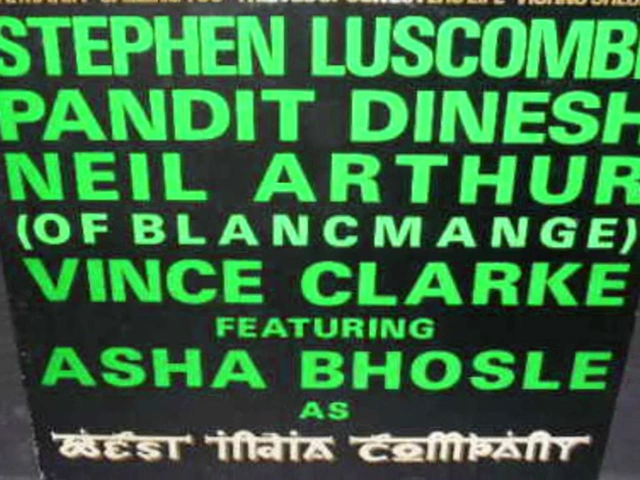 STEPHEN LUSCOMB
PANDIT DINESH
NEIL ARTHUR
(OF BLANCMANGE)
VINCE CLARKE
FEATURING
ASHA BHOSLE
AS
WEST INDIA COMPANY